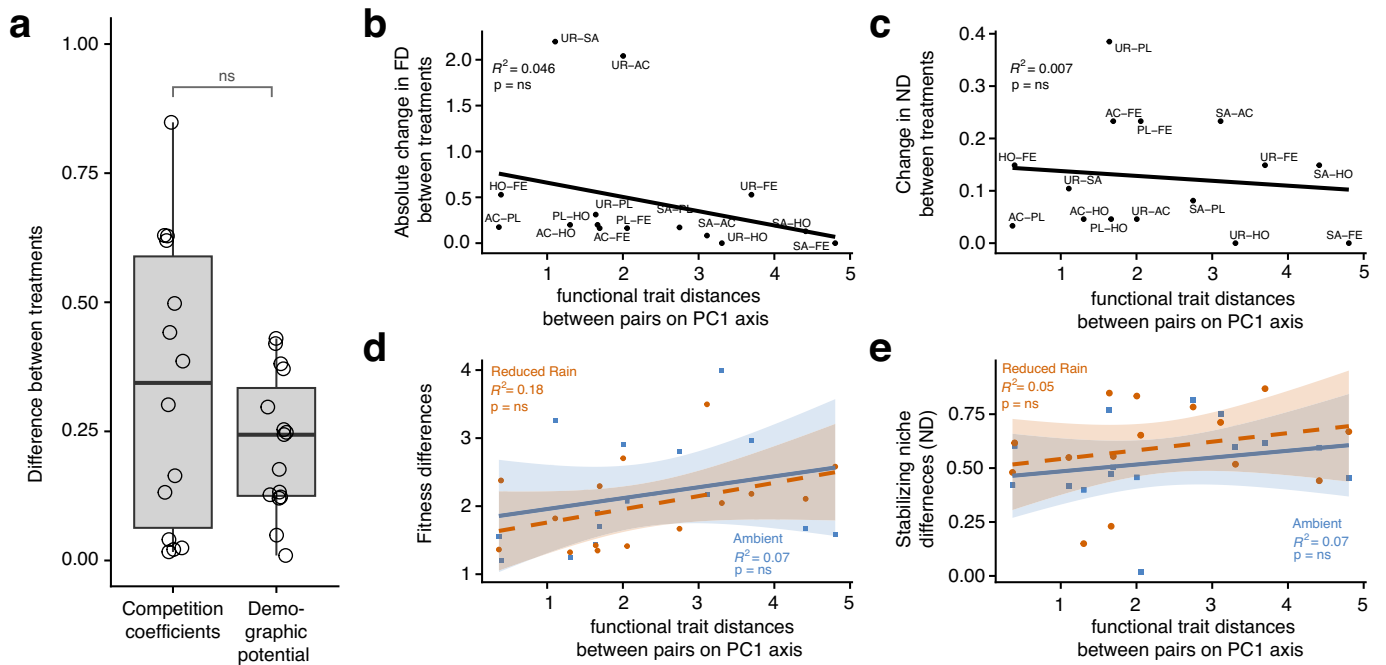 a
Difference between treatments
1.00
0.75
0.50
0.25
0.00
ns
Competition
coefficients
Demo-
graphic
potential
b
Absolute change in FD
between treatments
2.0
1.5
1.0
0.5
0.0
R² = 0.046
p = ns
UR–SA
UR–AC
HO–FE
AC–PL
PL–HO
AC–HO
UR–PL
AC–FE
PL–FE
SA–PL
SA–AC
UR–FE
UR–HO
SA–HO
SA–FE
1 2 3 4 5
functional trait distances
between pairs on PC1 axis
c
Change in ND
between treatments
0.4
0.3
0.2
0.1
0.0
R² = 0.007
p = ns
UR–PL
AC–FE
PL–FE
SA–AC
HO–FE
UR–SA
UR–FE
SA–HO
AC–PL
AC–HO
PL–HO
UR–AC
SA–PL
UR–HO
SA–FE
1 2 3 4 5
functional trait distances
between pairs on PC1 axis
d
Fitness differences
4
3
2
1
Reduced Rain
R² = 0.18
p = ns
Ambient
R² = 0.07
p = ns
1 2 3 4 5
functional trait distances
between pairs on PC1 axis
e
Stabilizing niche
differneces (ND)
0.75
0.50
0.25
0.00
Reduced Rain
R² = 0.05
p = ns
Ambient
R² = 0.07
p = ns
1 2 3 4 5
functional trait distances
between pairs on PC1 axis